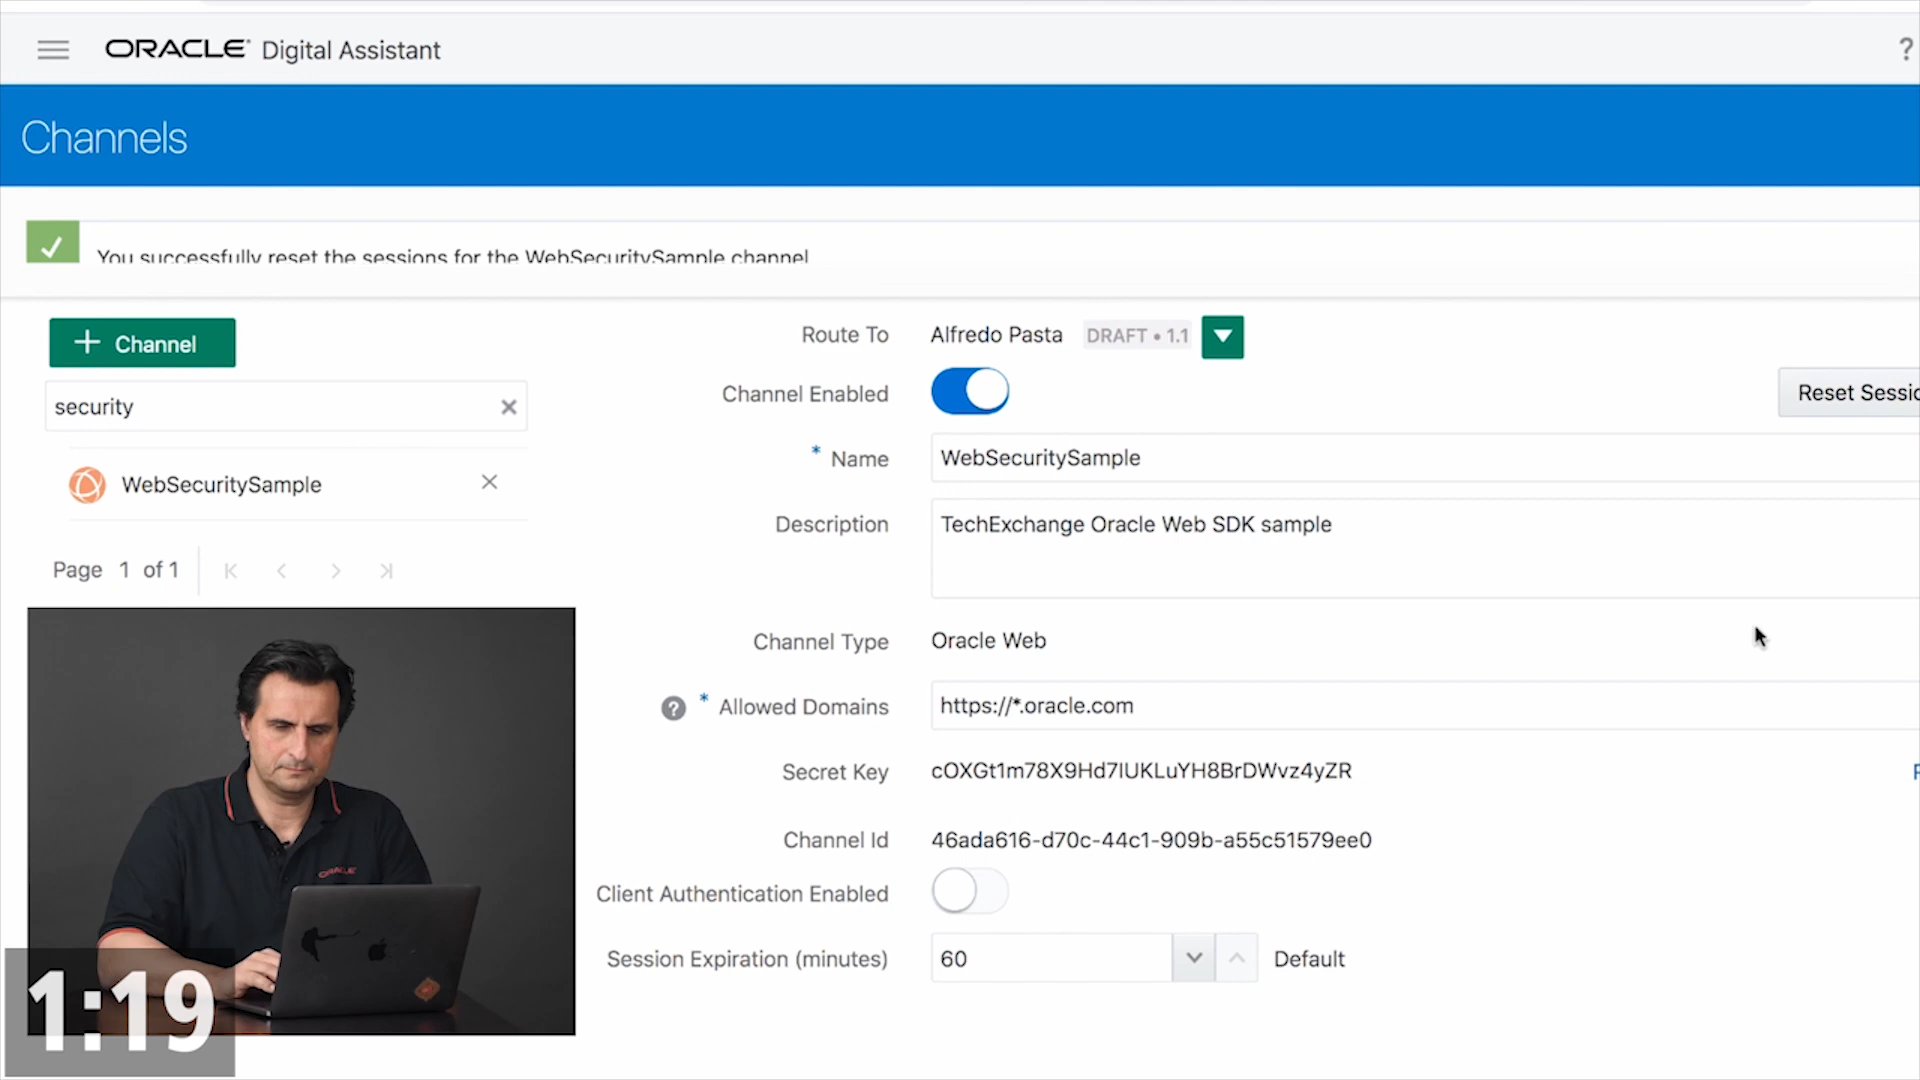 ORACLE Digital Assistant
?
Channels
You successfully reset the sessions for the WebSecuritySample channel
+ Channel
Route To Alfredo Pasta DRAFT • 1.1
Channel Enabled
Reset Sessio
security
* Name WebSecuritySample
WebSecuritySample
Description TechExchange Oracle Web SDK sample
Page 1 of 1
Channel Type Oracle Web
? * Allowed Domains https://*.oracle.com
Secret Key cOXGt1m78X9Hd7IUKLuYH8BrDWvz4yZR
Channel Id 46ada616-d70c-44c1-909b-a55c51579ee0
Client Authentication Enabled
Session Expiration (minutes) 60 Default
ORACLE
1:19